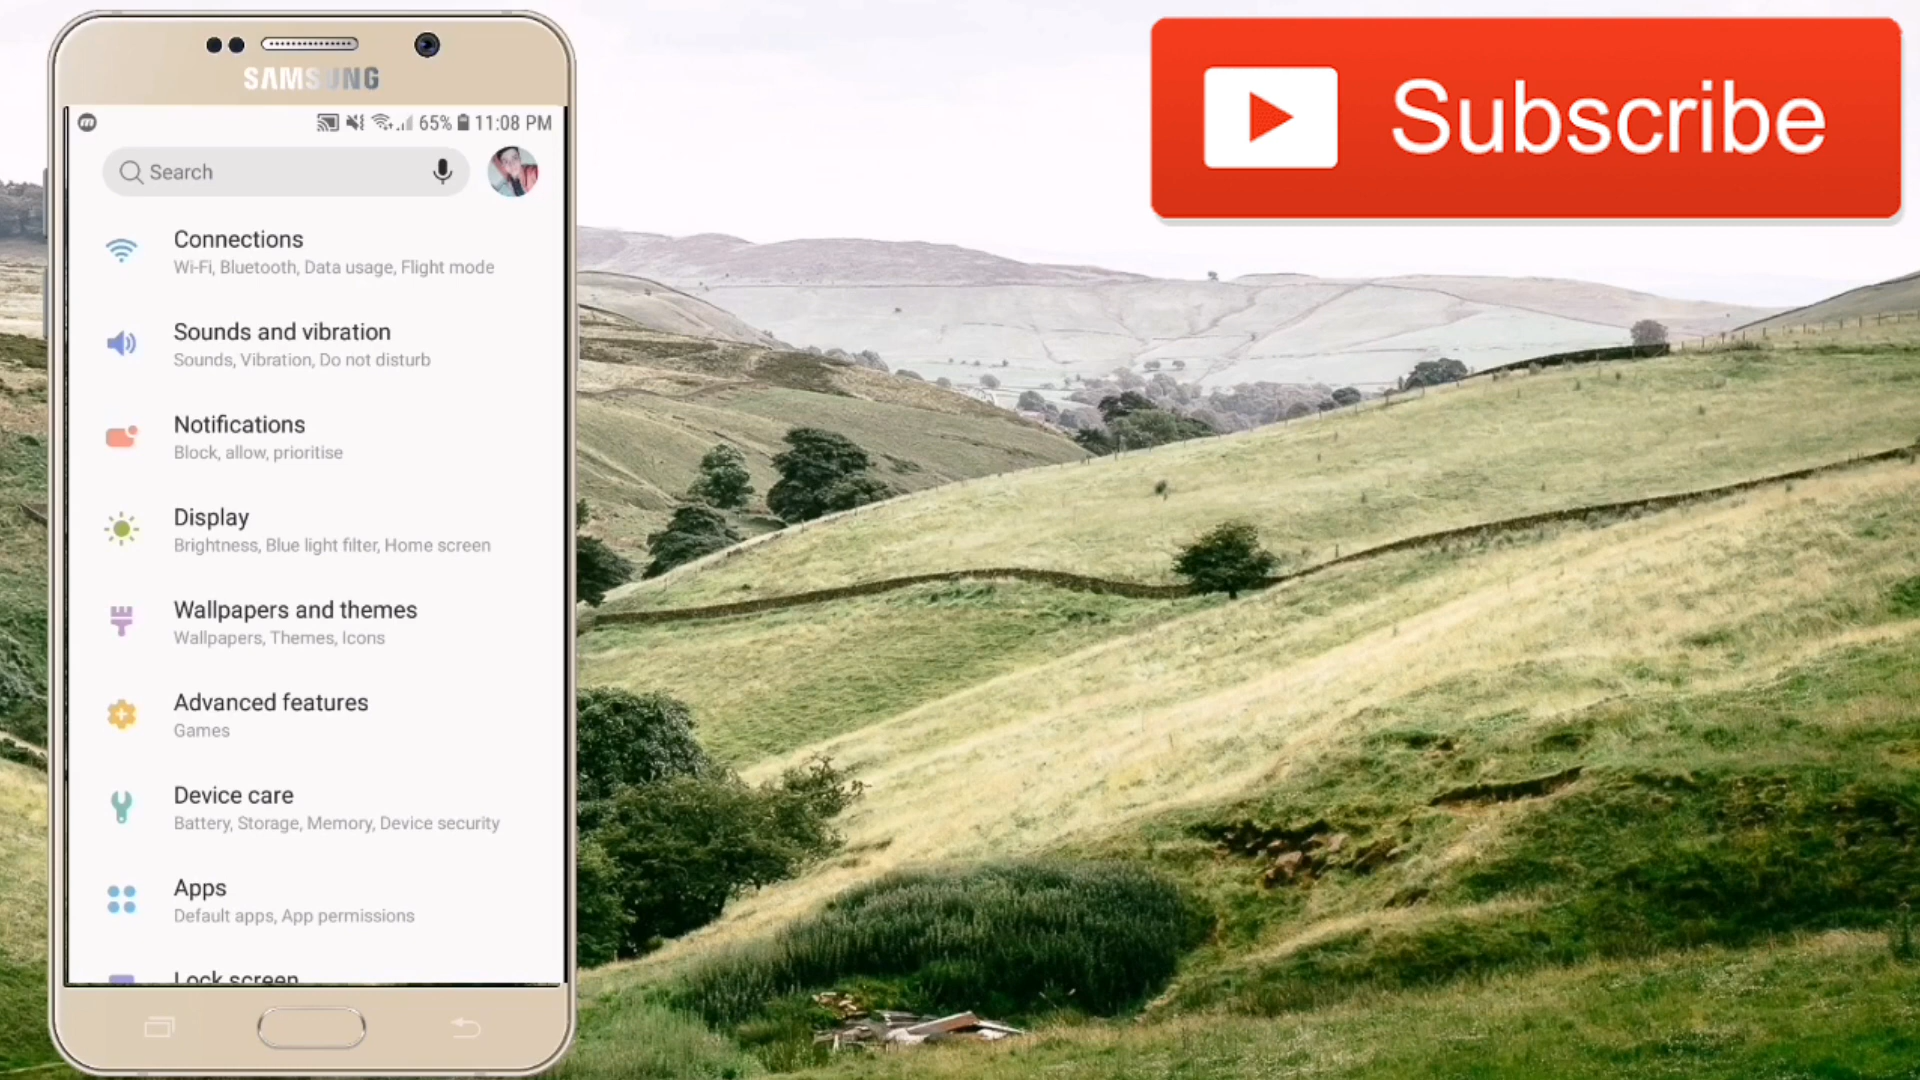 SAMSUNG
65% 11:08 PM
Search
Connections
Wi-Fi, Bluetooth, Data usage, Flight mode
Sounds and vibration
Sounds, Vibration, Do not disturb
Notifications
Block, allow, prioritise
Display
Brightness, Blue light filter, Home screen
Wallpapers and themes
Wallpapers, Themes, Icons
Advanced features
Games
Device care
Battery, Storage, Memory, Device security
Apps
Default apps, App permissions
Lock screen
Subscribe